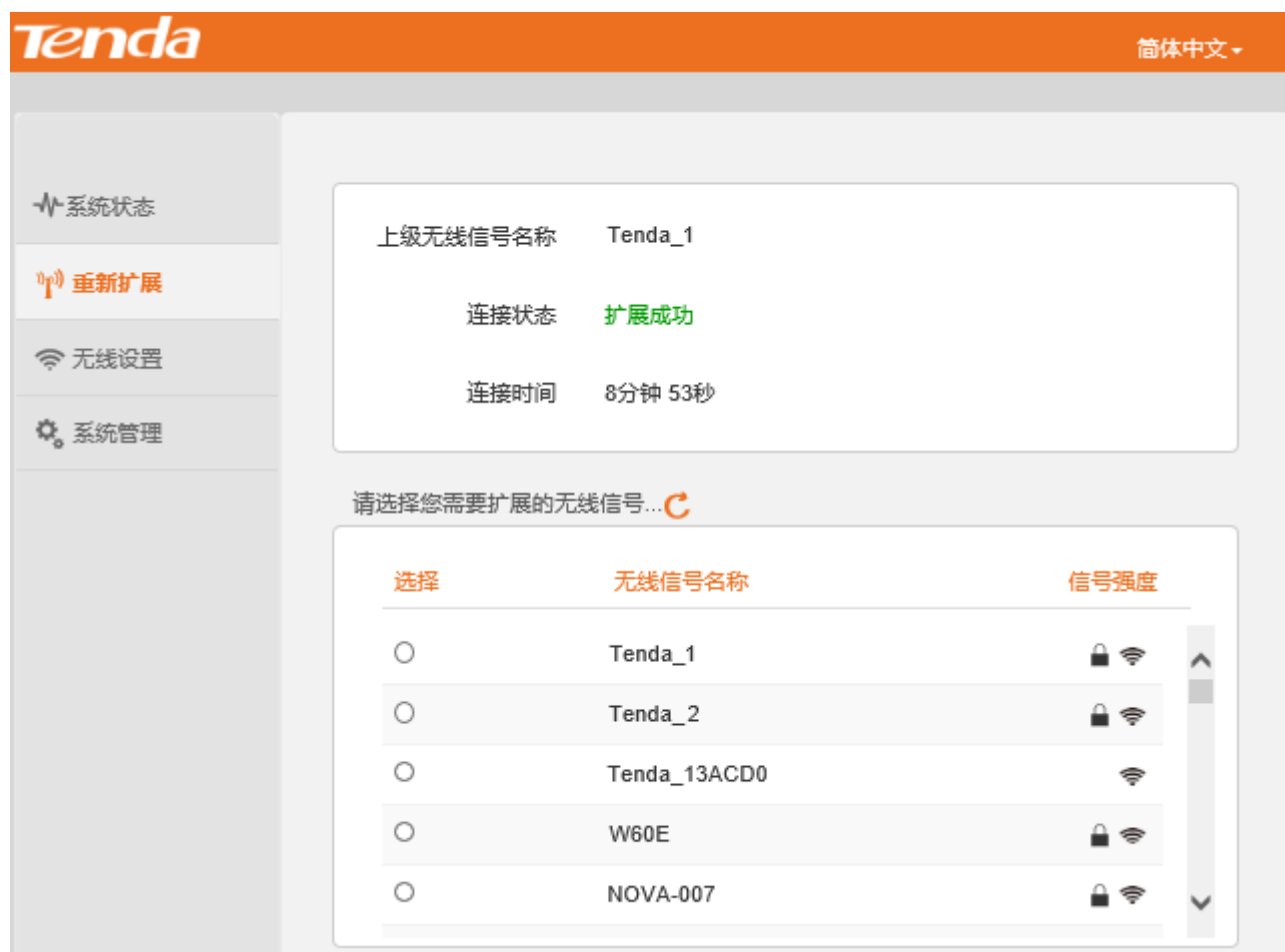 Tenda
简体中文
系统状态
重新扩展
无线设置
系统管理
上级无线信号名称 Tenda_1
连接状态 扩展成功
连接时间 8分钟 53秒
请选择您需要扩展的无线信号...
选择 无线信号名称 信号强度
Tenda_1
Tenda_2
Tenda_13ACD0
W60E
NOVA-007